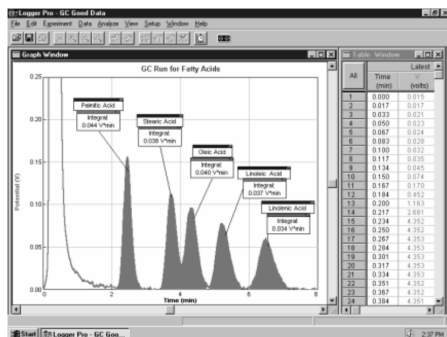 Logger Pro - GC Good Data
File Edit Experiment Data Analyze View Setup Window Help
Graph Window
GC Run for Fatty Acids
Potential (V)
0.25
0.20
0.15
0.10
0.05
0.00
Palmitic Acid
Integral:
0.044 V*min
Stearic Acid
Integral:
0.038 V*min
Oleic Acid
Integral:
0.040 V*min
Linoleic Acid
Integral:
0.037 V*min
Linolenic Acid
Integral:
0.034 V*min
0 2 4 6 8
Time (min)
Table Window
Latest
All Time V
(min) (volts)
1 0.000 0.015
2 0.017 0.017
3 0.033 0.021
4 0.050 0.023
5 0.067 0.024
6 0.083 0.028
7 0.100 0.032
8 0.117 0.035
9 0.134 0.045
10 0.150 0.074
11 0.167 0.170
12 0.184 0.452
13 0.200 1.163
14 0.217 2.681
15 0.234 4.352
16 0.250 4.352
17 0.267 4.353
18 0.284 4.353
19 0.301 4.353
20 0.317 4.353
21 0.334 4.353
22 0.351 4.353
23 0.367 4.352
24 0.384 4.351
Start Logger Pro - GC Goo...
2:37 PM